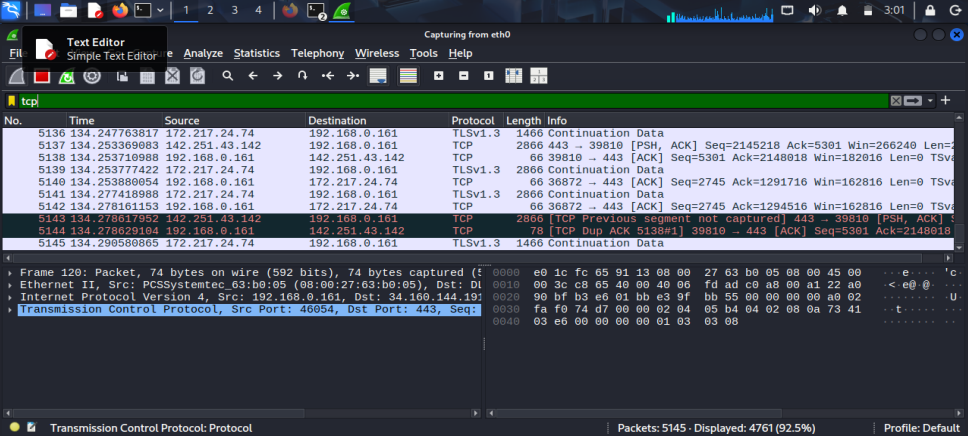 1 2 3 4 2 3:01
Capturing from eth0
Text Editor
Simple Text Editor
Analyze Statistics Telephony Wireless Tools Help
tcp
No. Time Source Destination Protocol Length Info
5136 134.247763817 172.217.24.74 192.168.0.161 TLSv1.3 1466 Continuation Data
5137 134.253369083 142.251.43.142 192.168.0.161 TCP 2866 443 → 39810 [PSH, ACK] Seq=2145218 Ack=5301 Win=266240 Len=2
5138 134.253710988 192.168.0.161 142.251.43.142 TCP 66 39810 → 443 [ACK] Seq=5301 Ack=2148018 Win=182016 Len=0 TSva
5139 134.253777422 172.217.24.74 192.168.0.161 TLSv1.3 2866 Continuation Data
5140 134.253880054 192.168.0.161 172.217.24.74 TCP 66 36872 → 443 [ACK] Seq=2745 Ack=1291716 Win=162816 Len=0 TSva
5141 134.277418988 172.217.24.74 192.168.0.161 TLSv1.3 2866 Continuation Data
5142 134.278161153 192.168.0.161 172.217.24.74 TCP 66 36872 → 443 [ACK] Seq=2745 Ack=1294516 Win=162816 Len=0 TSva
5143 134.278617952 142.251.43.142 192.168.0.161 TCP 2866 [TCP Previous segment not captured] 443 → 39810 [PSH, ACK] S
5144 134.278629104 192.168.0.161 142.251.43.142 TCP 78 [TCP Dup ACK 5138#1] 39810 → 443 [ACK] Seq=5301 Ack=2148018
5145 134.290580865 172.217.24.74 192.168.0.161 TLSv1.3 1466 Continuation Data
Frame 120: Packet, 74 bytes on wire (592 bits), 74 bytes captured (5
Ethernet II, Src: PCSSystemtec_63:b0:05 (08:00:27:63:b0:05), Dst: DL
Internet Protocol Version 4, Src: 192.168.0.161, Dst: 34.160.144.191
Transmission Control Protocol, Src Port: 46054, Dst Port: 443, Seq:
0000 e0 1c fc 65 91 13 08 00 27 63 b0 05 08 00 45 00 ···e···· 'c
0010 00 3c c8 65 40 00 40 06 fd ad c0 a8 00 a1 22 a0 ·<·e@·@·
0020 90 bf b3 e6 01 bb e3 9f bb 55 00 00 00 00 a0 02 ········ ·U
0030 fa f0 74 d7 00 00 02 04 05 b4 04 02 08 0a 73 41 ··t·····
0040 03 e6 00 00 00 00 01 03 03 08 ········ ··
Transmission Control Protocol: Protocol
Packets: 5145 · Displayed: 4761 (92.5%)
Profile: Default